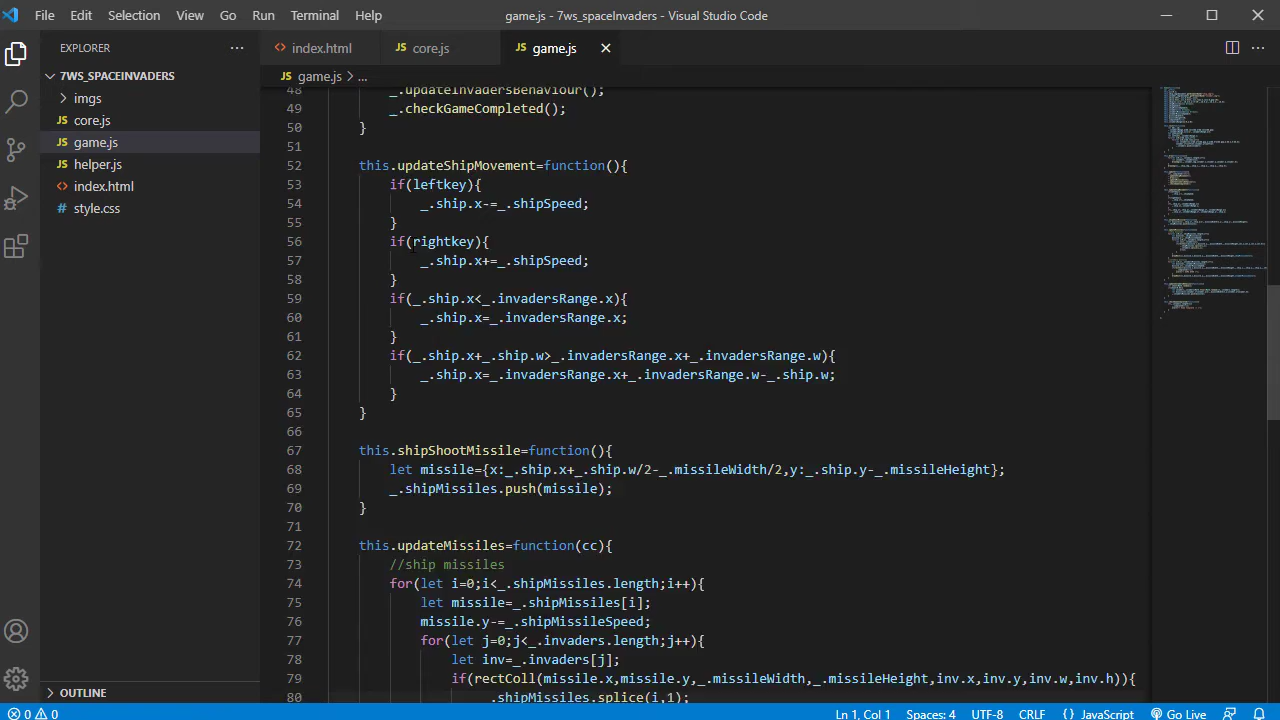 File Edit Selection View Go Run Terminal Help game.js - 7ws_spaceInvaders - Visual Studio Code
EXPLORER
7WS_SPACEINVADERS
imgs
JS core.js
JS game.js
JS helper.js
index.html
# style.css
OUTLINE
index.html JS core.js JS game.js
JS game.js > ...
48 _.updateInvadersBehaviour();
49 _.checkGameCompleted();
50 }
51
52 this.updateShipMovement=function(){
53 if(leftkey){
54 _.ship.x-=_.shipSpeed;
55 }
56 if(rightkey){
57 _.ship.x+=_.shipSpeed;
58 }
59 if(_.ship.x<_.invadersRange.x){
60 _.ship.x=_.invadersRange.x;
61 }
62 if(_.ship.x+_.ship.w>_.invadersRange.x+_.invadersRange.w){
63 _.ship.x=_.invadersRange.x+_.invadersRange.w-_.ship.w;
64 }
65 }
66
67 this.shipShootMissile=function(){
68 let missile={x:_.ship.x+_.ship.w/2-_.missileWidth/2,y:_.ship.y-_.missileHeight};
69 _.shipMissiles.push(missile);
70 }
71
72 this.updateMissiles=function(cc){
73 //ship missiles
74 for(let i=0;i<_.shipMissiles.length;i++){
75 let missile=_.shipMissiles[i];
76 missile.y-=_.shipMissileSpeed;
77 for(let j=0;j<_.invaders.length;j++){
78 let inv=_.invaders[j];
79 if(rectColl(missile.x,missile.y,_.missileWidth,_.missileHeight,inv.x,inv.y,inv.w,inv.h)){
80 .shipMissiles.splice(i,1);
0 0 Ln 1, Col 1 Spaces: 4 UTF-8 CRLF {} JavaScript Go Live